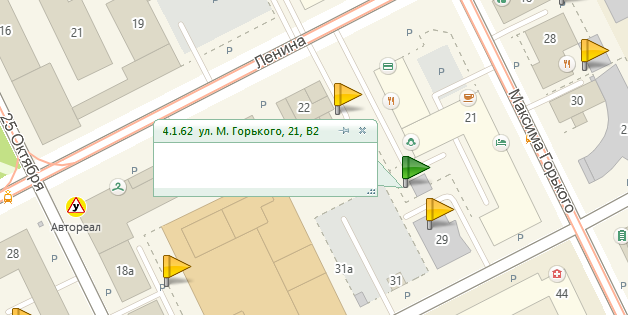 16
21
19
P
Ленина
P
28
P
P
22
21
30
P
2
25 Октября
Максима Горького
4.1.62 ул. М. Горького, 21, В2
P
P
У
Автореал
P
29
P
28
18а
P
31а
31
P
44
P